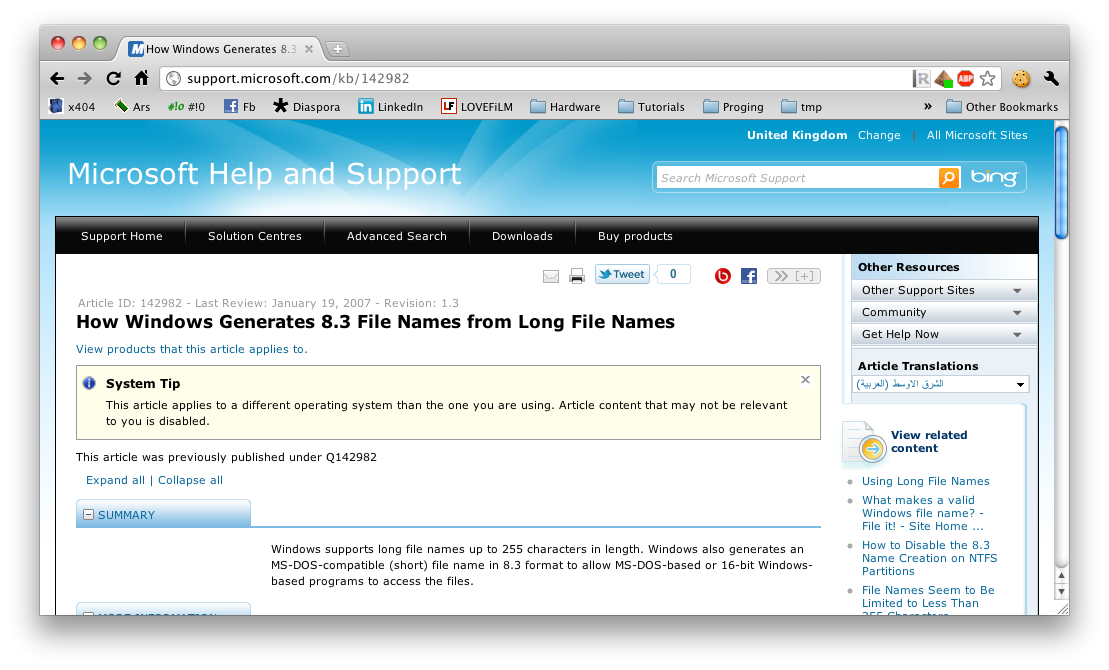 How Windows Generates 8.3
support.microsoft.com/kb/142982
x404 Ars #!0 Fb Diaspora LinkedIn LOVEFiLM Hardware Tutorials Proging tmp » Other Bookmarks
United Kingdom Change | All Microsoft Sites
Microsoft Help and Support
Search Microsoft Support bing
Support Home Solution Centres Advanced Search Downloads Buy products
Tweet 0 [+]
Article ID: 142982 - Last Review: January 19, 2007 - Revision: 1.3
How Windows Generates 8.3 File Names from Long File Names
View products that this article applies to.
System Tip
This article applies to a different operating system than the one you are using. Article content that may not be relevant
to you is disabled.
This article was previously published under Q142982
Expand all | Collapse all
SUMMARY
Windows supports long file names up to 255 characters in length. Windows also generates an
MS-DOS-compatible (short) file name in 8.3 format to allow MS-DOS-based or 16-bit Windows-
based programs to access the files.
MORE INFORMATION
Other Resources
Other Support Sites
Community
Get Help Now
Article Translations
الشرق الاوسط (العربية)
View related
content
Using Long File Names
What makes a valid
Windows file name? -
File it! - Site Home ...
How to Disable the 8.3
Name Creation on NTFS
Partitions
File Names Seem to Be
Limited to Less Than
255 Characters